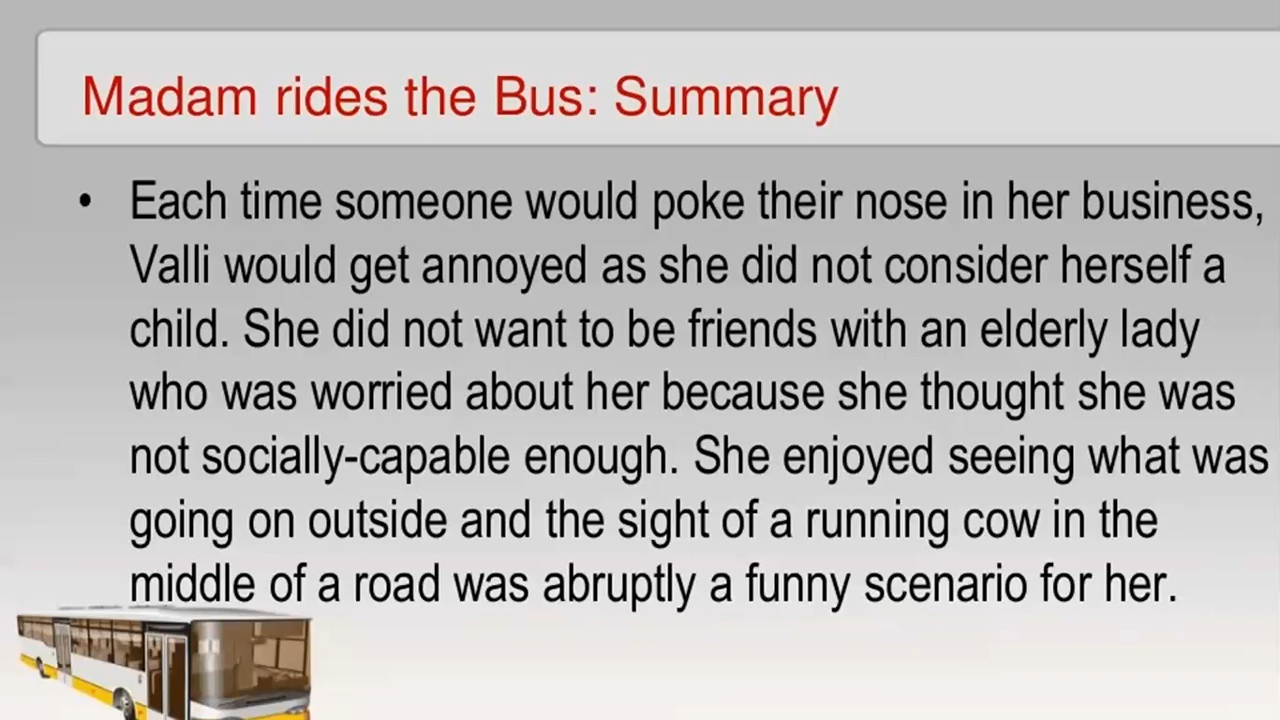 Madam rides the Bus: Summary
• Each time someone would poke their nose in her business,
Valli would get annoyed as she did not consider herself a
child. She did not want to be friends with an elderly lady
who was worried about her because she thought she was
not socially-capable enough. She enjoyed seeing what was
going on outside and the sight of a running cow in the
middle of a road was abruptly a funny scenario for her.